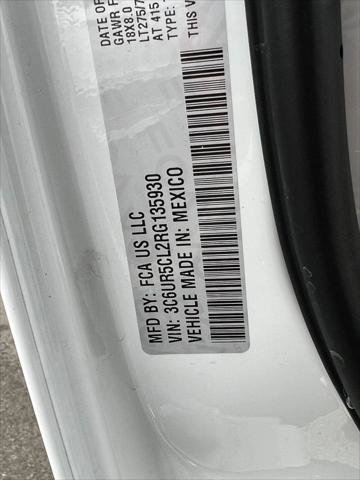 DATE OF
GAWR F
18X8.0
LT275/7
AT 415
TYPE:
THIS V
MFD BY: FCA US LLC
VIN: 3C6UR5CL2RG135930
VEHICLE MADE IN: MEXICO